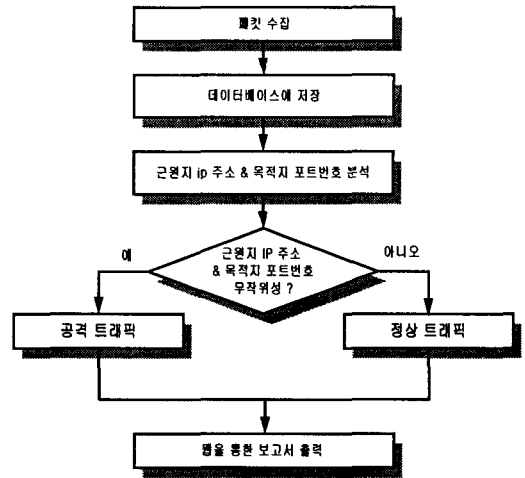 패킷 수집
데이터베이스에 저장
근원지 ip 주소 & 목적지 포트번호 분석
근원지 IP 주소
& 목적지 포트번호
무작위성 ?
예
아니오
공격 트래픽
정상 트래픽
웹을 통한 보고서 출력